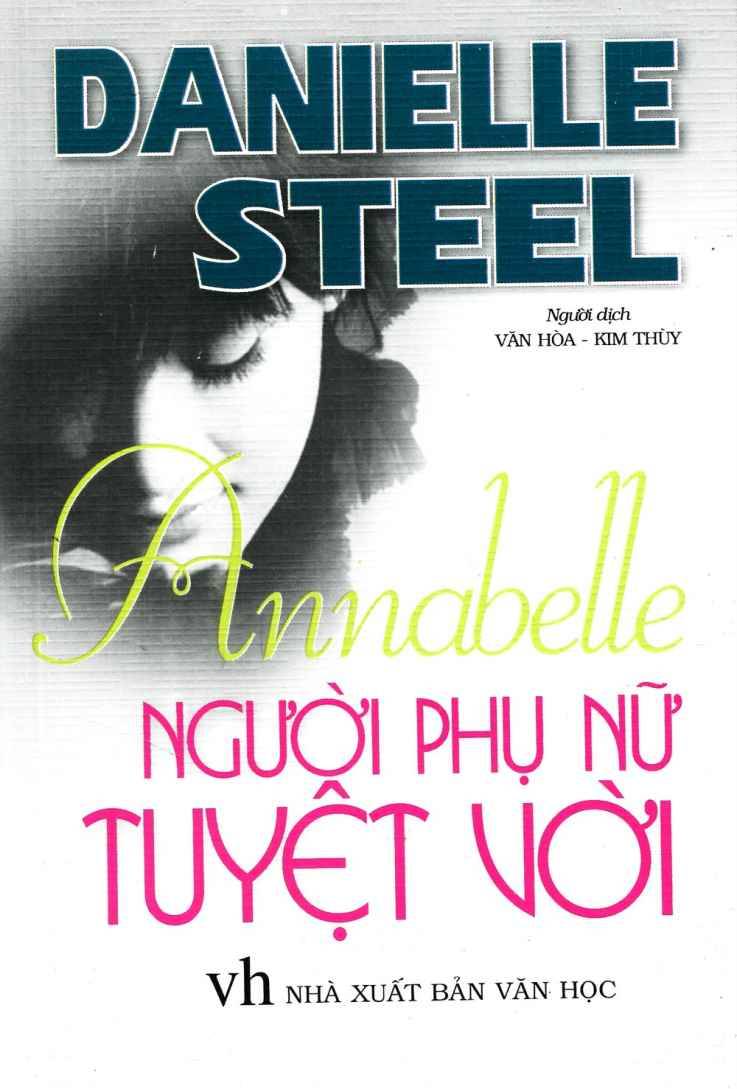 DANIELLE
STEEL
Người dịch
VĂN HÒA - KIM THÙY
Annabelle
NGƯỜI PHỤ NỮ
TUYỆT VỜI
vh NHÀ XUẤT BẢN VĂN HỌC